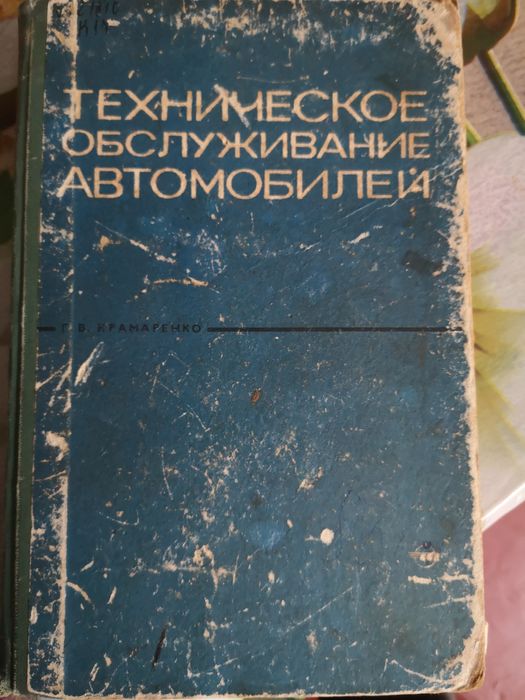 ТЕХНИЧЕСКОЕ
ОБСЛУЖИВАНИЕ
АВТОМОБИЛЕЙ
Г. В. КРАМАРЕНКО